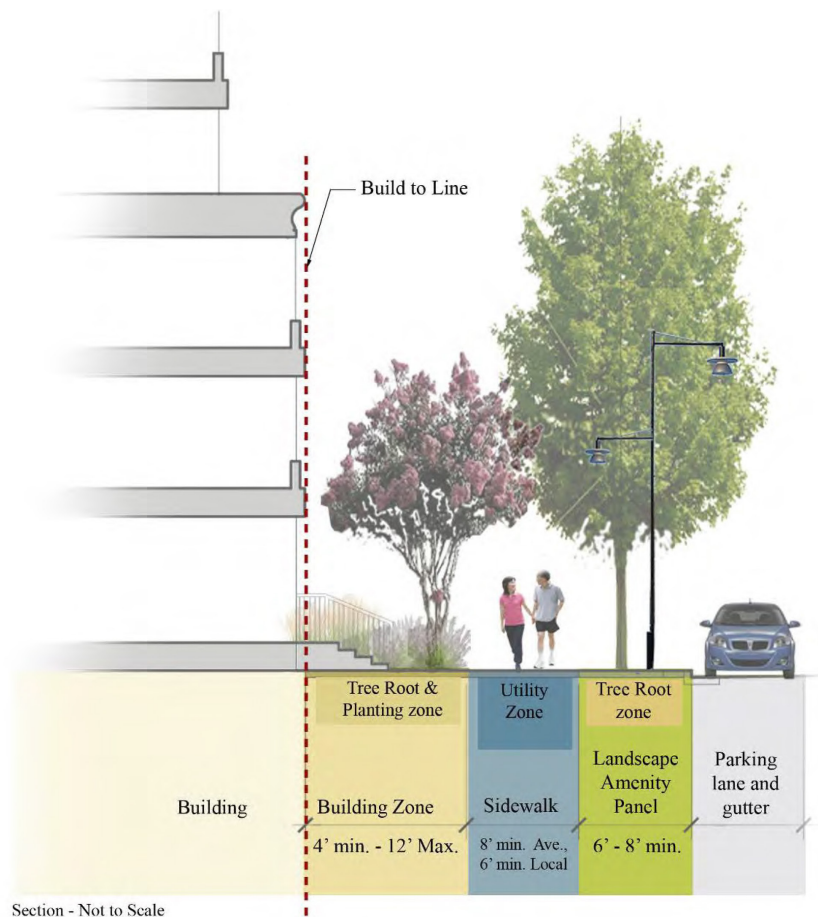 Build to Line
Tree Root &
Planting zone
Utility
Zone
Tree Root
zone
Building
Building Zone
Sidewalk
Landscape
Amenity
Panel
Parking
lane and
gutter
4’ min. - 12’ Max.
8’ min. Ave.,
6’ min. Local
6’ - 8’ min.
Section - Not to Scale